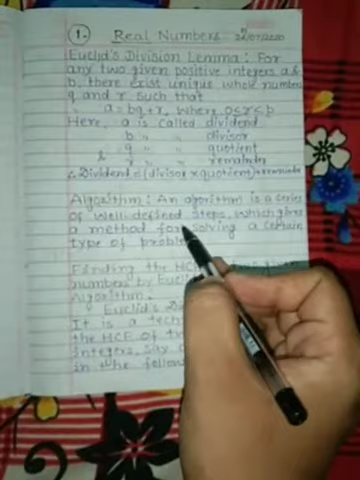 1. Real Numbers
Euclid's Division Lemma: For
any two given positive integers a &
b, there exist unique whole numbers
q and r such that
a = bq + r, where 0≤r<b
Here, a is called dividend
b " " divisor
q " " quotient
& r " " remainder
∴ Dividend = (divisor × quotient) + remainder
Algorithm: An algorithm is a series
of well-defined steps, which gives
a method for solving a certain
type of proble
Finding the HCF
numbers by Eucl
Algorithm.
Euclid's Di
It is a tech
the HCF of
integers, say
in the follow